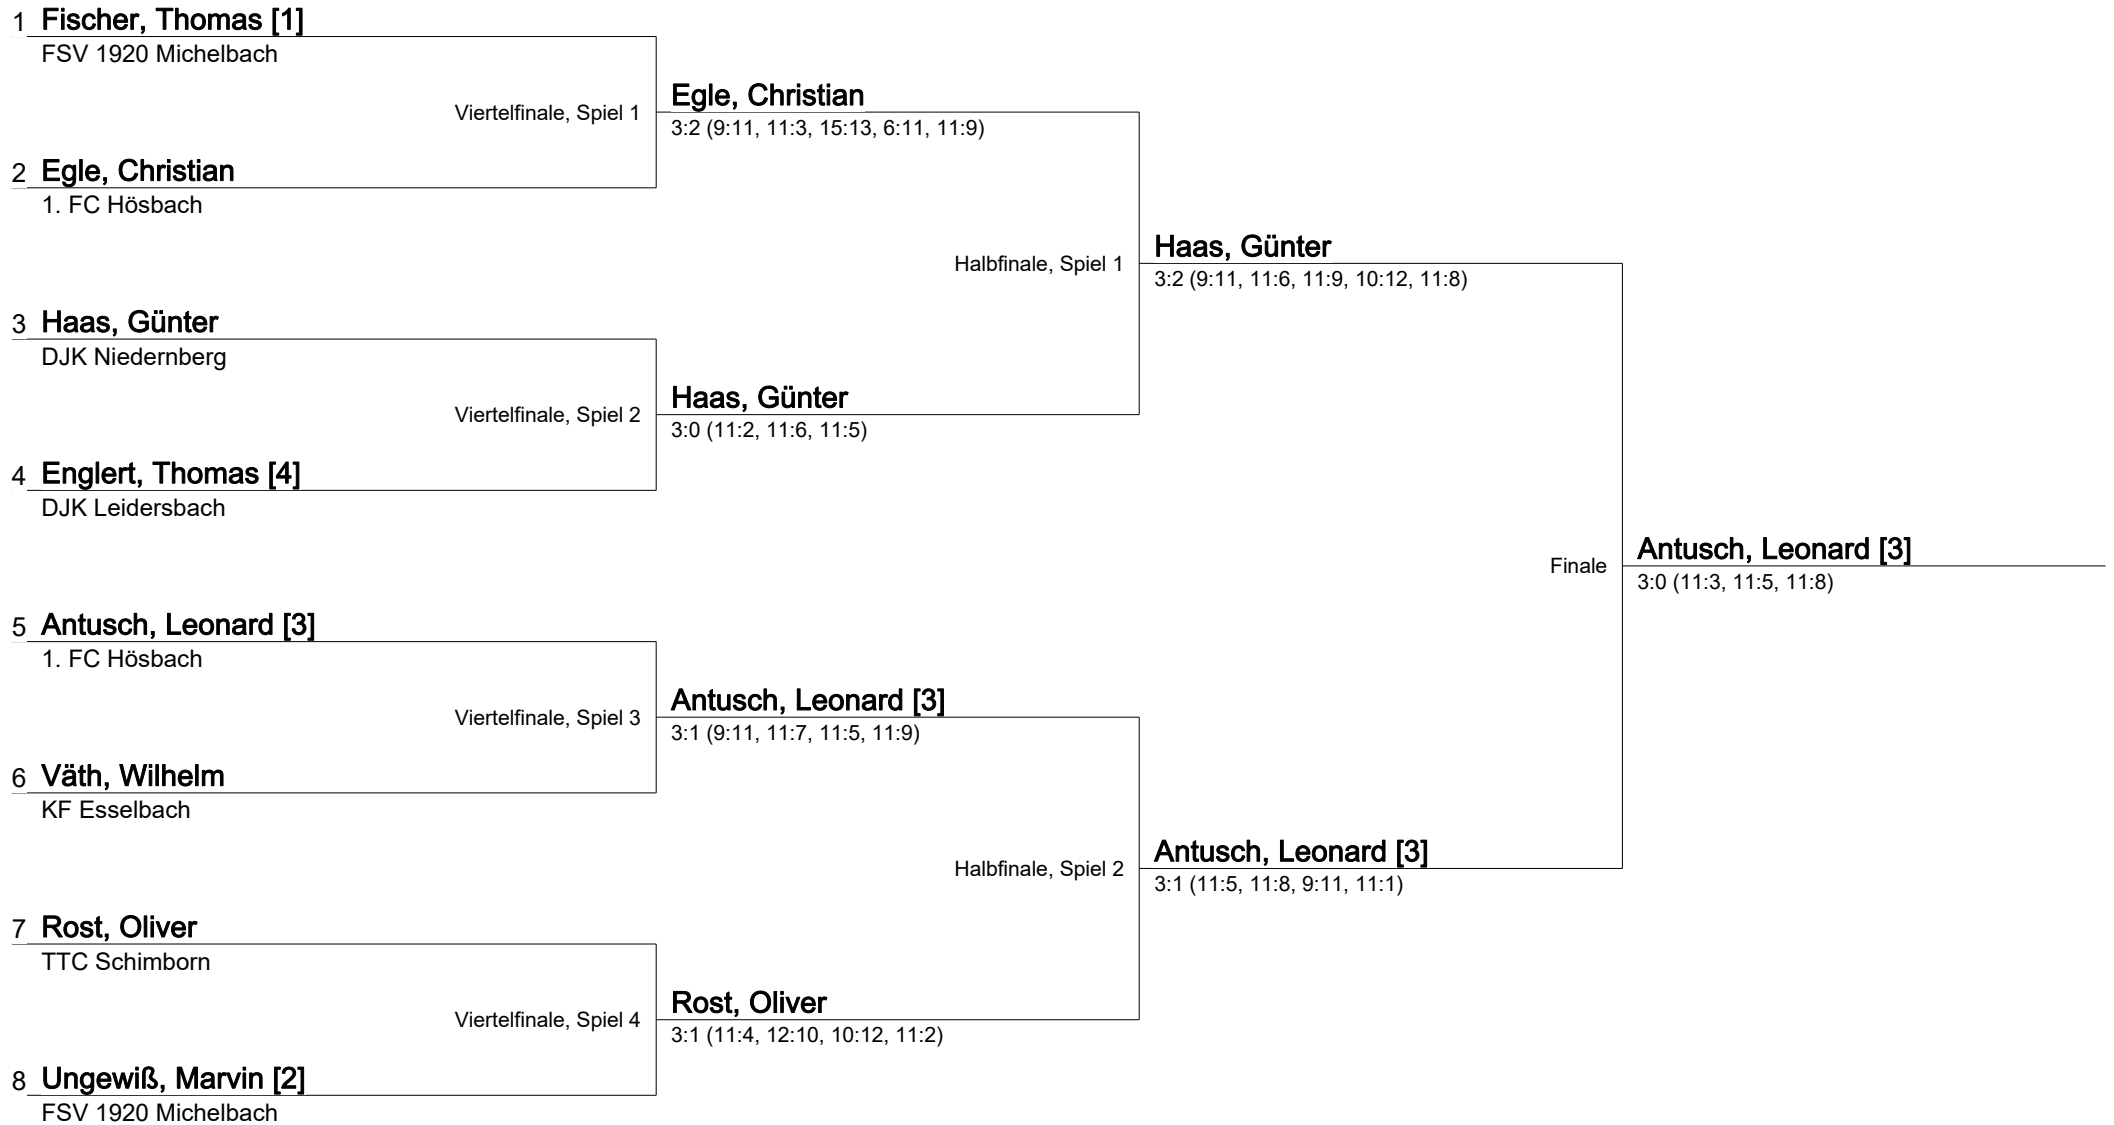 1 Fischer, Thomas [1]
FSV 1920 Michelbach
Viertelfinale, Spiel 1
Egle, Christian
3:2 (9:11, 11:3, 15:13, 6:11, 11:9)
2 Egle, Christian
1. FC Hösbach
Halbfinale, Spiel 1
Haas, Günter
3:2 (9:11, 11:6, 11:9, 10:12, 11:8)
3 Haas, Günter
DJK Niedernberg
Viertelfinale, Spiel 2
Haas, Günter
3:0 (11:2, 11:6, 11:5)
4 Englert, Thomas [4]
DJK Leidersbach
Finale
Antusch, Leonard [3]
3:0 (11:3, 11:5, 11:8)
5 Antusch, Leonard [3]
1. FC Hösbach
Viertelfinale, Spiel 3
Antusch, Leonard [3]
3:1 (9:11, 11:7, 11:5, 11:9)
6 Väth, Wilhelm
KF Esselbach
Halbfinale, Spiel 2
Antusch, Leonard [3]
3:1 (11:5, 11:8, 9:11, 11:1)
7 Rost, Oliver
TTC Schimborn
Viertelfinale, Spiel 4
Rost, Oliver
3:1 (11:4, 12:10, 10:12, 11:2)
8 Ungewiß, Marvin [2]
FSV 1920 Michelbach